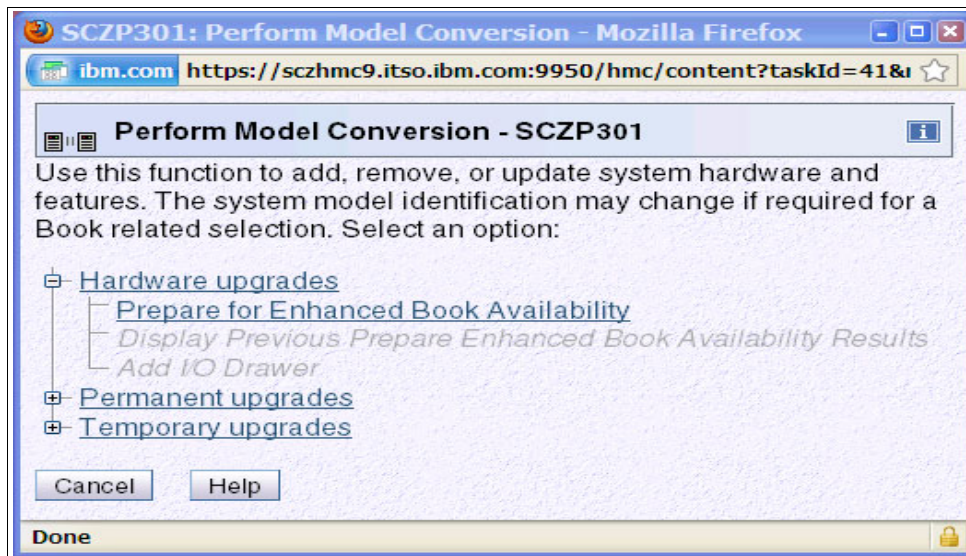 SCZP301: Perform Model Conversion - Mozilla Firefox
ibm.com https://sczhmc9.itso.ibm.com:9950/hmc/content?taskId=41&
Perform Model Conversion - SCZP301
Use this function to add, remove, or update system hardware and
features. The system model identification may change if required for a
Book related selection. Select an option:
Hardware upgrades
Prepare for Enhanced Book Availability
Display Previous Prepare Enhanced Book Availability Results
Add I/O Drawer
Permanent upgrades
Temporary upgrades
Cancel Help
Done